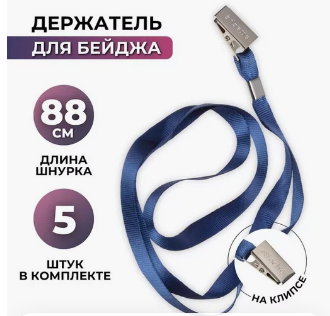 ДЕРЖАТЕЛЬ
ДЛЯ БЕЙДЖА
88
СМ
ДЛИНА
ШНУРКА
5
ШТУК
В КОМПЛЕКТЕ
НА КЛИПСЕ